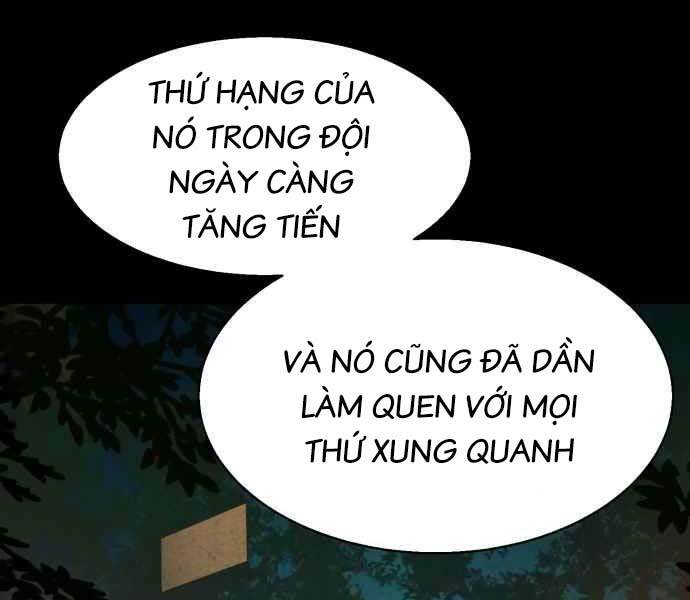 THỨ HẠNG CỦA
NÓ TRONG ĐỘI
NGÀY CÀNG
TĂNG TIẾN
VÀ NÓ CŨNG ĐÃ DẦN
LÀM QUEN VỚI MỌI
THỨ XUNG QUANH